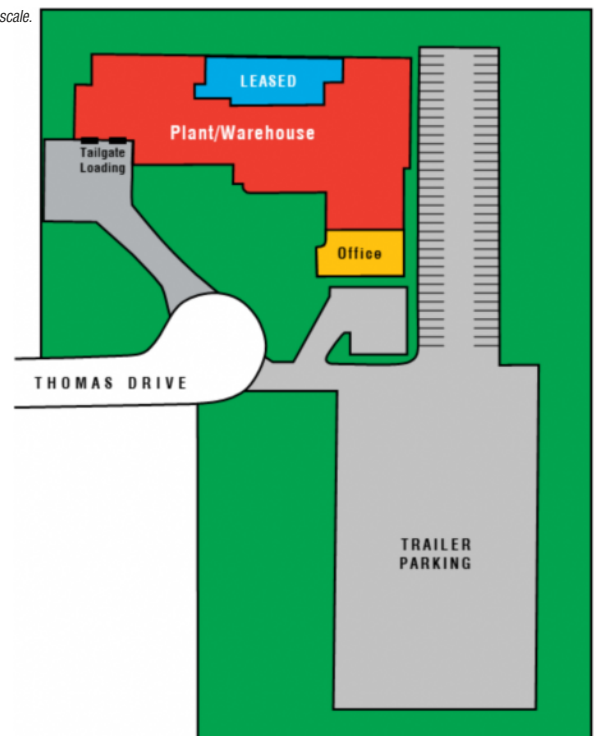 scale.
LEASED
Plant/Warehouse
Tailgate
Loading
Office
THOMAS DRIVE
TRAILER
PARKING